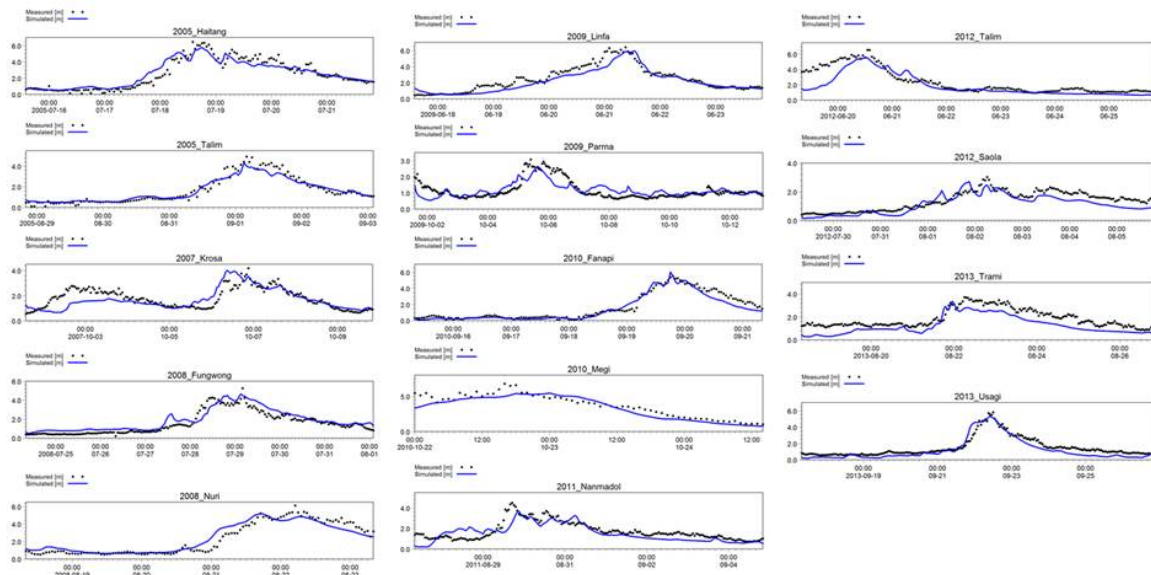 Measured [m]
Simulated [m]
2005_Haitang
6.0
4.0
2.0
0.0
00:00 00:00 00:00 00:00 00:00 00:00
2005-07-16 07-17 07-18 07-19 07-20 07-21
Measured [m]
Simulated [m]
2005_Talim
4.0
2.0
0.0
00:00 00:00 00:00 00:00 00:00 00:00
2005-08-29 08-30 08-31 09-01 09-02 09-03
Measured [m]
Simulated [m]
2007_Krosa
4.0
2.0
0.0
00:00 00:00 00:00 00:00
2007-10-03 10-05 10-07 10-09
Measured [m]
Simulated [m]
2008_Fungwong
6.0
4.0
2.0
0.0
00:00 00:00 00:00 00:00 00:00 00:00 00:00 00:00
2008-07-25 07-26 07-27 07-28 07-29 07-30 07-31 08-01
Measured [m]
Simulated [m]
2008_Nuri
6.0
4.0
2.0
0.0
00:00 00:00 00:00 00:00 00:00
Measured [m]
Simulated [m]
2009_Linfa
6.0
4.0
2.0
0.0
00:00 00:00 00:00 00:00 00:00 00:00
2009-06-18 06-19 06-20 06-21 06-22 06-23
Measured [m]
Simulated [m]
2009_Parma
3.0
2.0
1.0
0.0
00:00 00:00 00:00 00:00 00:00 00:00
2009-10-02 10-04 10-06 10-08 10-10 10-12
Measured [m]
Simulated [m]
2010_Fanapi
6.0
4.0
2.0
0.0
00:00 00:00 00:00 00:00 00:00 00:00
2010-09-16 09-17 09-18 09-19 09-20 09-21
Measured [m]
Simulated [m]
2010_Megi
5.0
0.0
00:00 12:00 00:00 12:00 00:00 12:00
2010-10-22 10-23 10-24
Measured [m]
Simulated [m]
2011_Nanmadol
4.0
2.0
0.0
00:00 00:00 00:00 00:00
2011-08-29 08-31 09-02 09-04
Measured [m]
Simulated [m]
2012_Talim
6.0
4.0
2.0
0.0
00:00 00:00 00:00 00:00 00:00 00:00
2012-06-20 06-21 06-22 06-23 06-24 06-25
Measured [m]
Simulated [m]
2012_Saola
4.0
2.0
0.0
00:00 00:00 00:00 00:00 00:00 00:00 00:00
2012-07-30 07-31 08-01 08-02 08-03 08-04 08-05
Measured [m]
Simulated [m]
2013_Trami
4.0
2.0
0.0
00:00 00:00 00:00 00:00
2013-08-20 08-22 08-24 08-26
Measured [m]
Simulated [m]
2013_Usagi
6.0
4.0
2.0
0.0
00:00 00:00 00:00 00:00
2013-09-19 09-21 09-23 09-25